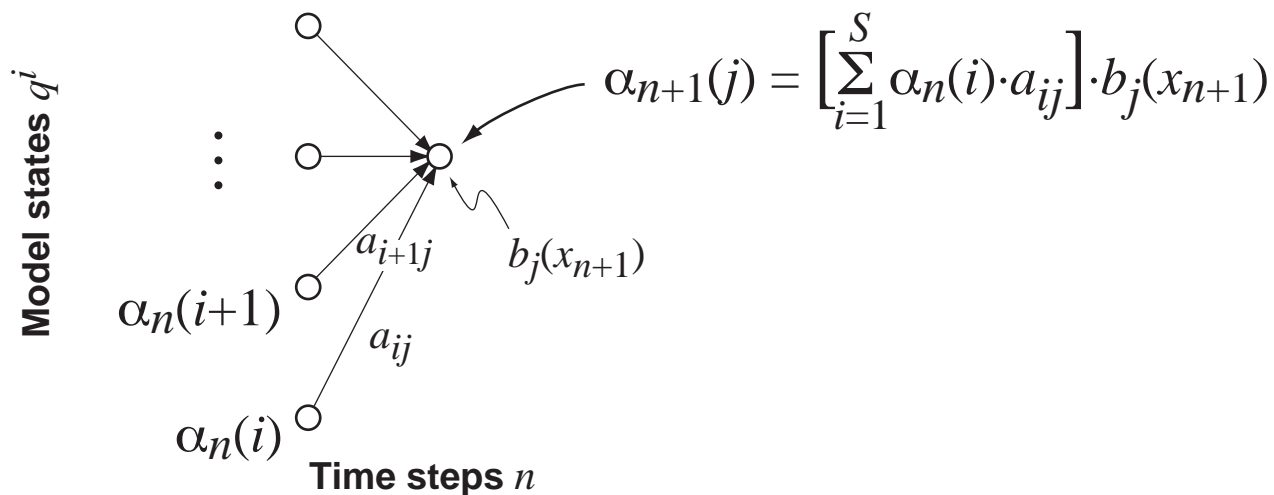 α_{n+1}(j) = [∑_{i=1}^{S} α_n(i)·a_{ij}]·b_j(x_{n+1})
Model states q^i
⋮
a_{i+1j}
b_j(x_{n+1})
α_n(i+1)
a_{ij}
α_n(i)
Time steps n